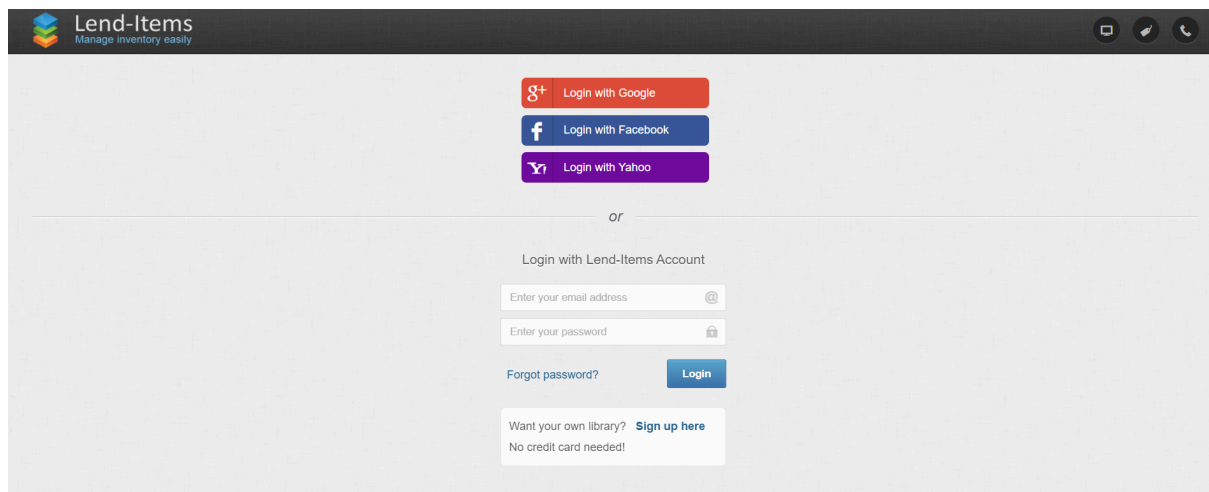 Lend-Items
Manage inventory easily
g+ Login with Google
f Login with Facebook
Y! Login with Yahoo
or
Login with Lend-Items Account
Enter your email address @
Enter your password
Forgot password? Login
Want your own library? Sign up here
No credit card needed!